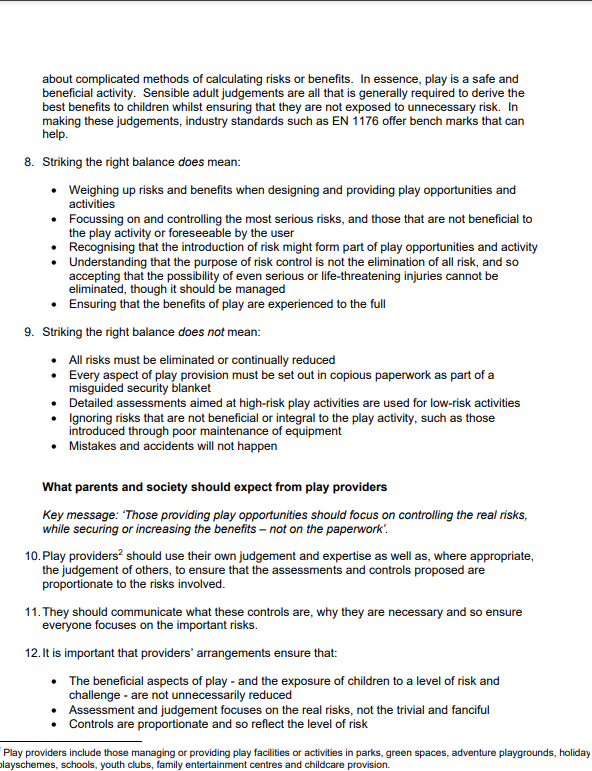 about complicated methods of calculating risks or benefits.  In essence, play is a safe and
beneficial activity.  Sensible adult judgements are all that is generally required to derive the
best benefits to children whilst ensuring that they are not exposed to unnecessary risk.  In
making these judgements, industry standards such as EN 1176 offer bench marks that can
help.
8. Striking the right balance does mean:
• Weighing up risks and benefits when designing and providing play opportunities and
activities
• Focussing on and controlling the most serious risks, and those that are not beneficial to
the play activity or foreseeable by the user
• Recognising that the introduction of risk might form part of play opportunities and activity
• Understanding that the purpose of risk control is not the elimination of all risk, and so
accepting that the possibility of even serious or life-threatening injuries cannot be
eliminated, though it should be managed
• Ensuring that the benefits of play are experienced to the full
9. Striking the right balance does not mean:
• All risks must be eliminated or continually reduced
• Every aspect of play provision must be set out in copious paperwork as part of a
misguided security blanket
• Detailed assessments aimed at high-risk play activities are used for low-risk activities
• Ignoring risks that are not beneficial or integral to the play activity, such as those
introduced through poor maintenance of equipment
• Mistakes and accidents will not happen
What parents and society should expect from play providers
Key message: ‘Those providing play opportunities should focus on controlling the real risks,
while securing or increasing the benefits – not on the paperwork’.
10. Play providers² should use their own judgement and expertise as well as, where appropriate,
the judgement of others, to ensure that the assessments and controls proposed are
proportionate to the risks involved.
11. They should communicate what these controls are, why they are necessary and so ensure
everyone focuses on the important risks.
12. It is important that providers’ arrangements ensure that:
• The beneficial aspects of play - and the exposure of children to a level of risk and
challenge - are not unnecessarily reduced
• Assessment and judgement focuses on the real risks, not the trivial and fanciful
• Controls are proportionate and so reflect the level of risk
Play providers include those managing or providing play facilities or activities in parks, green spaces, adventure playgrounds, holiday
playschemes, schools, youth clubs, family entertainment centres and childcare provision.